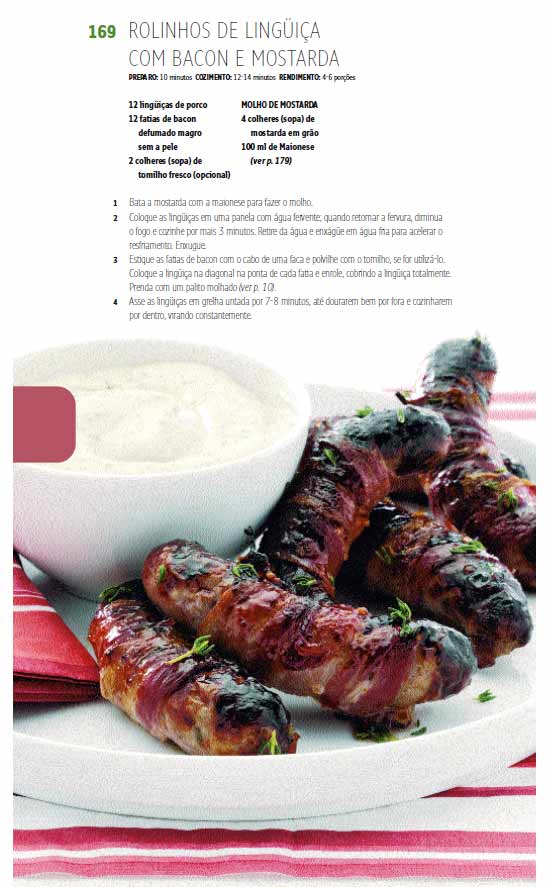 169 ROLINHOS DE LINGÜIÇA
COM BACON E MOSTARDA
PREPARO: 10 minutos COZIMENTO: 12-14 minutos RENDIMENTO: 4-6 porções
12 lingüiças de porco
12 fatias de bacon
defumado magro
sem a pele
2 colheres (sopa) de
tomilho fresco (opcional)
MOLHO DE MOSTARDA
4 colheres (sopa) de
mostarda em grão
100 ml de Maionese
(ver p. 179)
1 Bata a mostarda com a maionese para fazer o molho.
2 Coloque as lingüiças em uma panela com água fervente; quando retomar a fervura, diminua
o fogo e cozinhe por mais 3 minutos. Retire da água e enxágüe em água fria para acelerar o
resfriamento. Enxugue.
3 Estique as fatias de bacon com o cabo de uma faca e polvilhe com o tomilho, se for utilizá-lo.
Coloque a lingüiça na diagonal na ponta de cada fatia e enrole, cobrindo a lingüiça totalmente.
Prenda com um palito molhado (ver p. 10).
4 Asse as lingüiças em grelha untada por 7-8 minutos, até dourarem bem por fora e cozinharem
por dentro, virando constantemente.